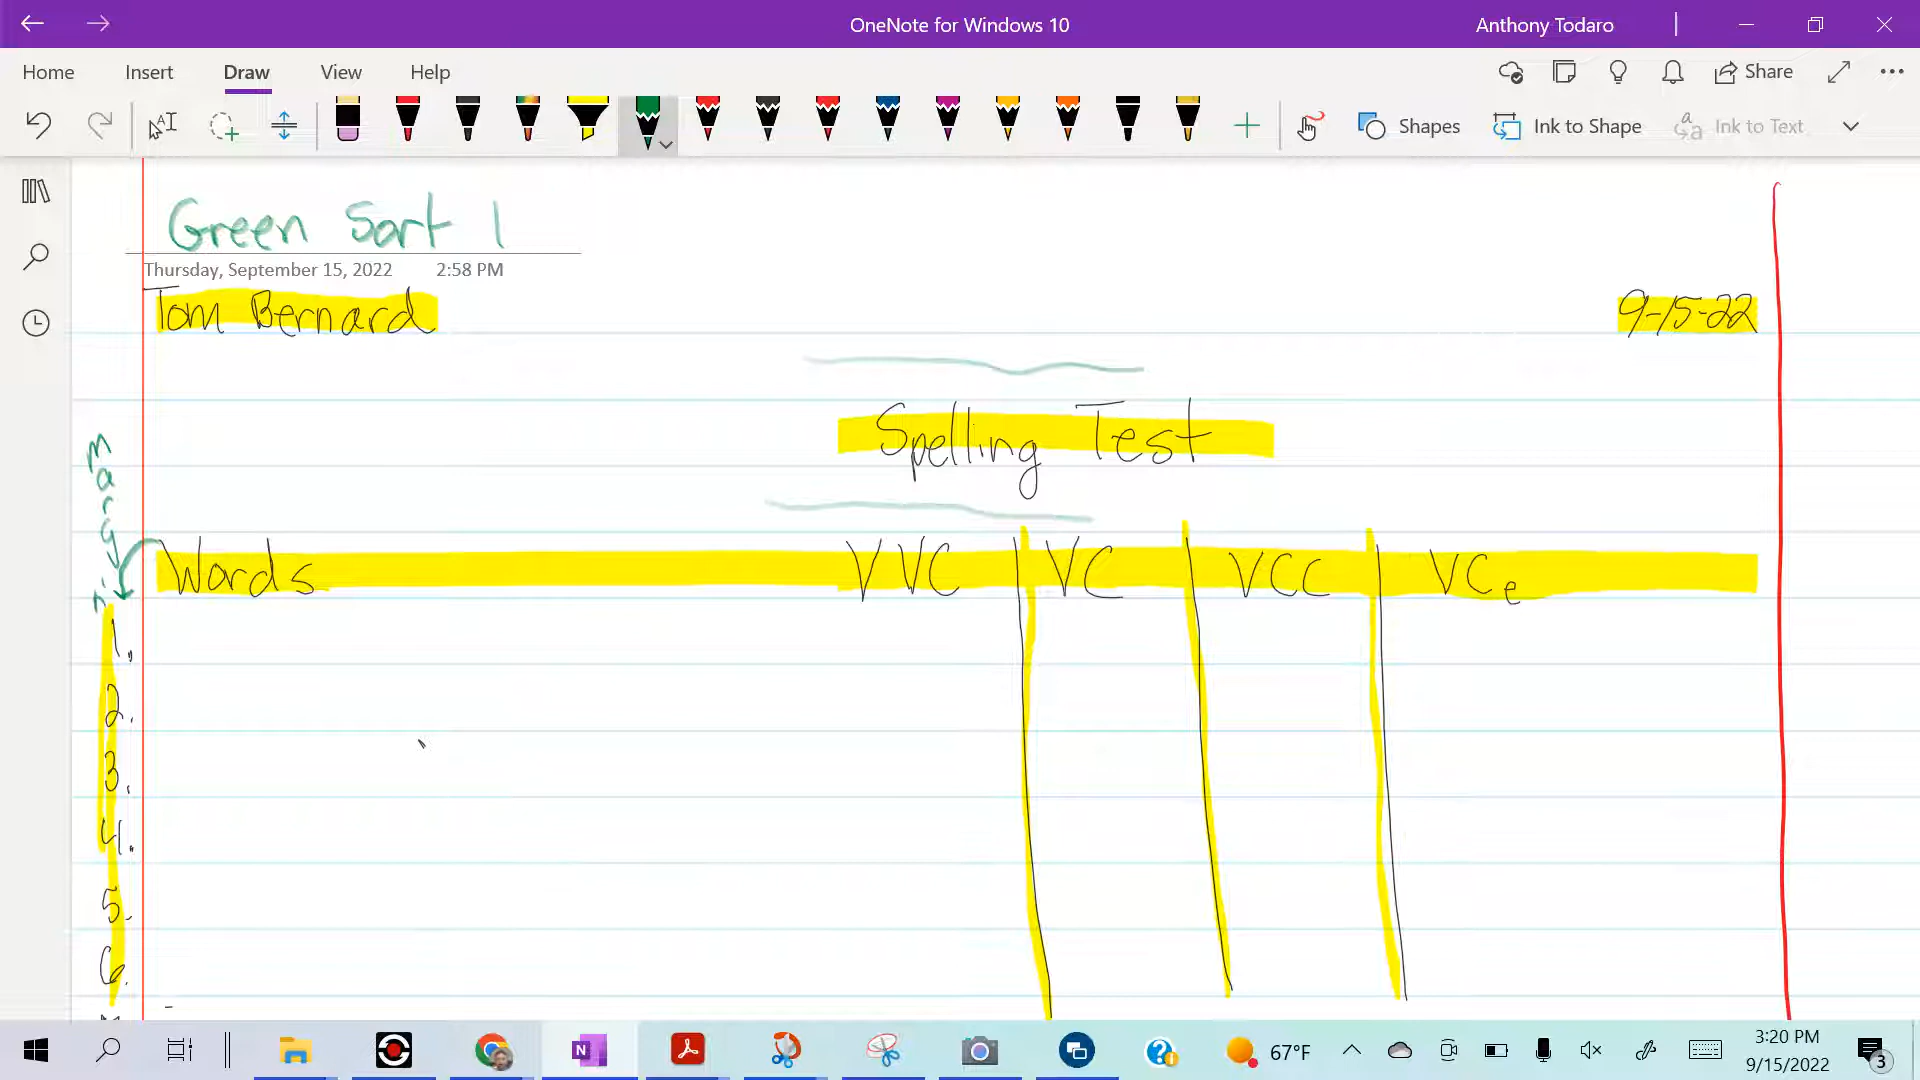 OneNote for Windows 10
Anthony Todaro
Home Insert Draw View Help
Share
Shapes
Ink to Shape
Ink to Text
Green Sort 1
Thursday, September 15, 2022 2:58 PM
Tom Bernard
9-15-22
Spelling Test
margin
Words VVC VC VCC VCe
1.
2.
3.
4.
5.
6.
67°F
3:20 PM
9/15/2022
3